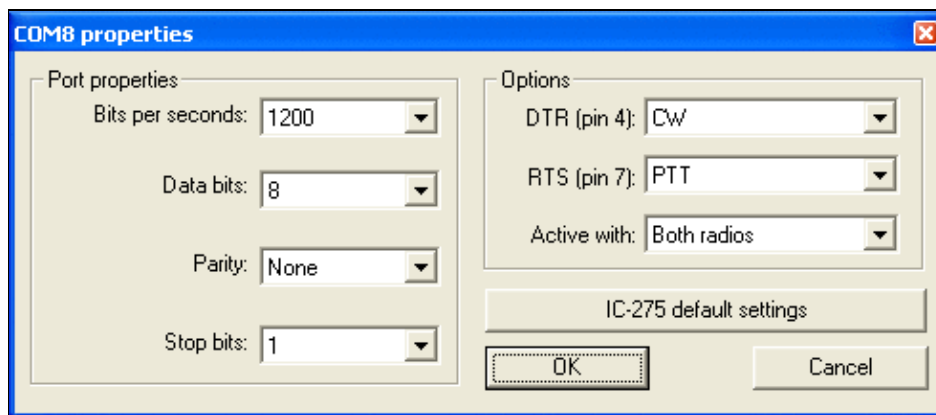 COM8 properties
Port properties
Bits per seconds: 1200
Data bits: 8
Parity: None
Stop bits: 1
Options
DTR (pin 4): CW
RTS (pin 7): PTT
Active with: Both radios
IC-275 default settings
OK
Cancel